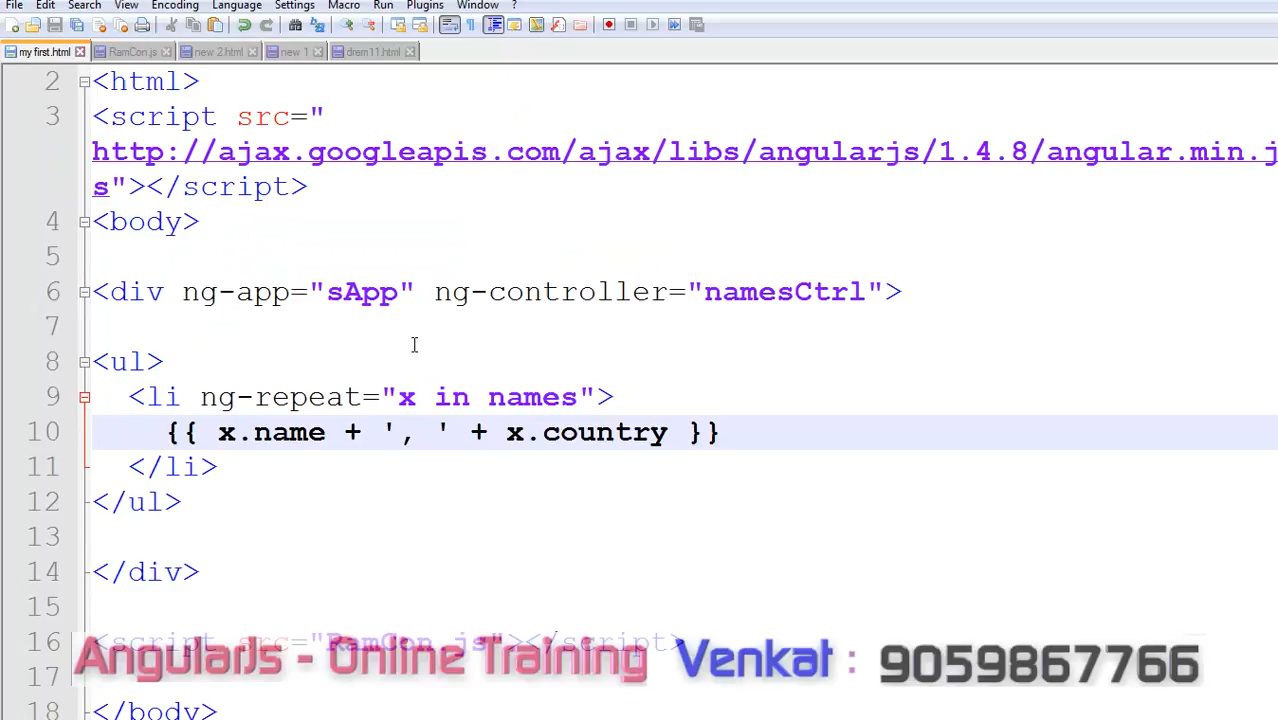 File Edit Search View Encoding Language Settings Macro Run Plugins Window ?
my first.html RamCon.js new 2.html new 1 drem11.html
2 <html>
3 <script src="
http://ajax.googleapis.com/ajax/libs/angularjs/1.4.8/angular.min.j
s"></script>
4 <body>
5
6 <div ng-app="sApp" ng-controller="namesCtrl">
7
8 <ul>
9 <li ng-repeat="x in names">
10 {{ x.name + ', ' + x.country }}
11 </li>
12 </ul>
13
14 </div>
15
16 <script src="RamCon.js"></script>
AngularJs - Online Training Venkat : 9059867766
17
18 </body>